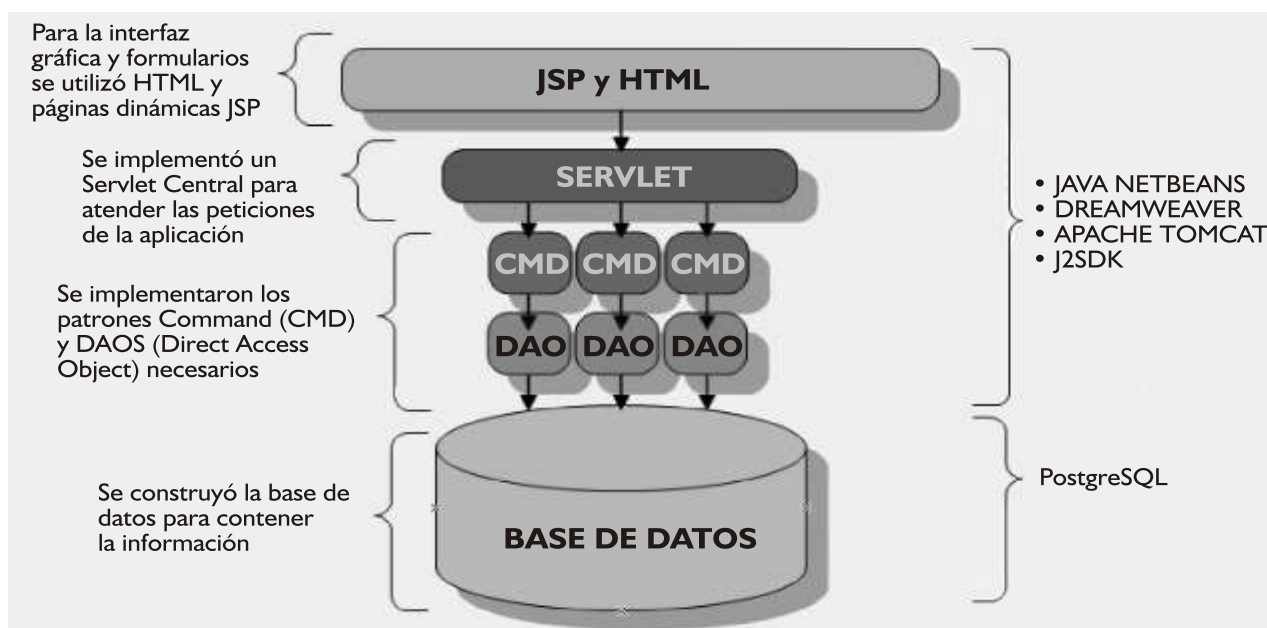 Para la interfaz
gráfica y formularios
se utilizó HTML y
páginas dinámicas JSP
JSP y HTML
Se implementó un
Servlet Central para
atender las peticiones
de la aplicación
SERVLET
• JAVA NETBEANS
• DREAMWEAVER
• APACHE TOMCAT
• J2SDK
CMD CMD CMD
Se implementaron los
patrones Command (CMD)
y DAOS (Direct Access
Object) necesarios
DAO DAO DAO
Se construyó la base de
datos para contener
la información
BASE DE DATOS
PostgreSQL